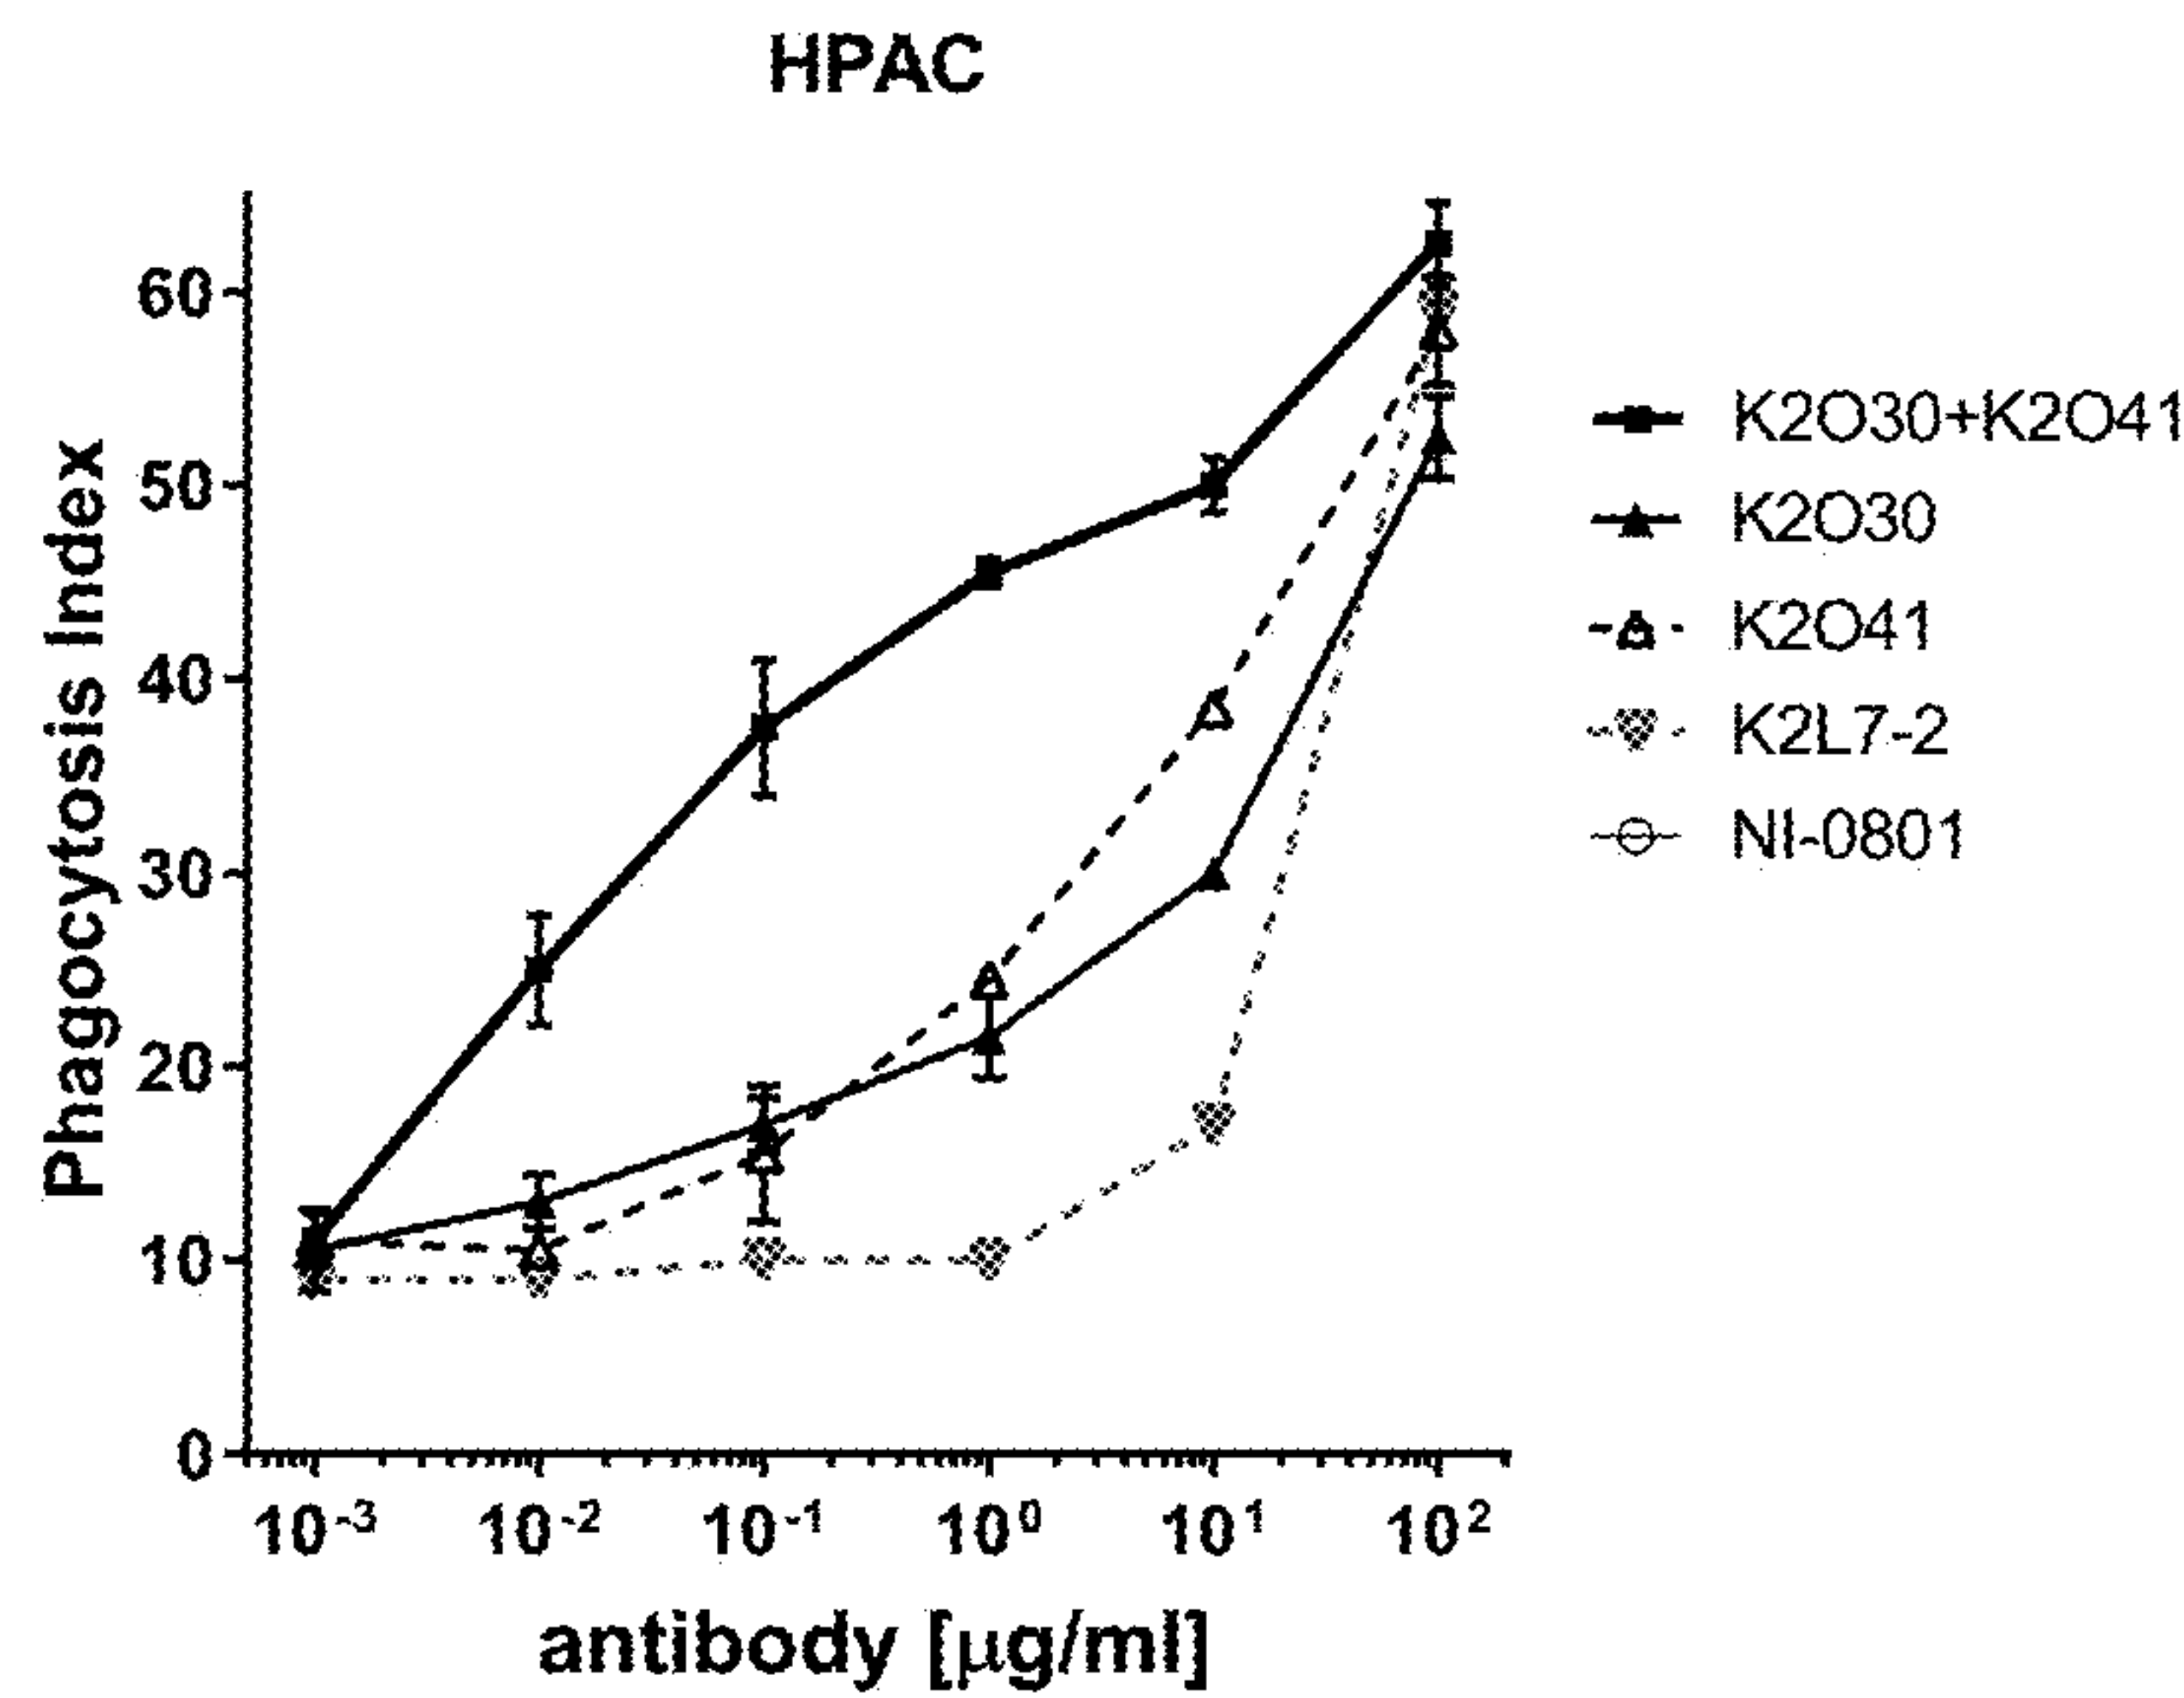 HPAC
Phagocytosis Index
60
50
40
30
20
10
0
10-3 10-2 10-1 100 101 102
antibody [µg/ml]
K2O30+K2O41
K2O30
K2O41
K2L7-2
NI-0801